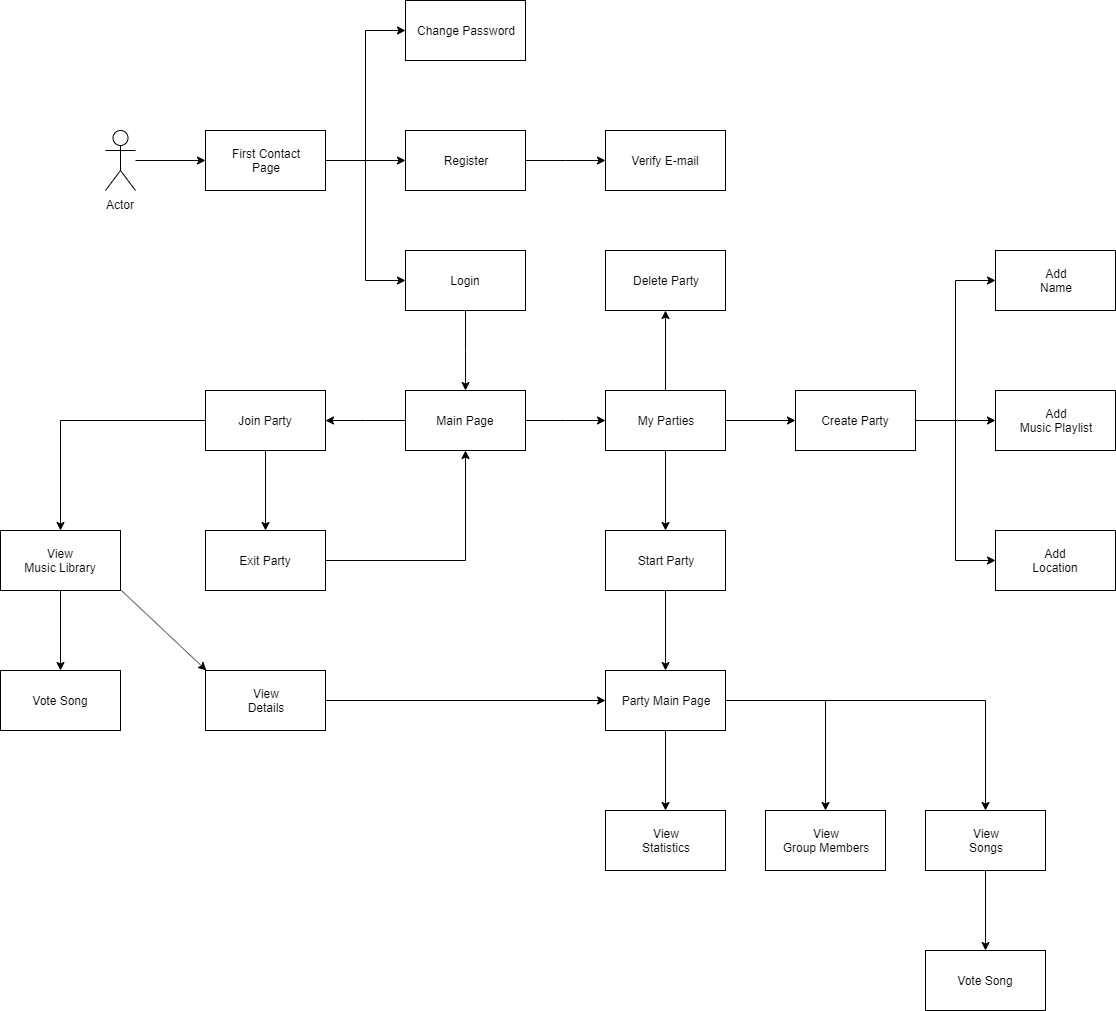 Change Password
First Contact
Page
Register
Verify E-mail
Actor
Login
Delete Party
Add
Name
Join Party
Main Page
My Parties
Create Party
Add
Music Playlist
View
Music Library
Exit Party
Start Party
Add
Location
Vote Song
View
Details
Party Main Page
View
Statistics
View
Group Members
View
Songs
Vote Song